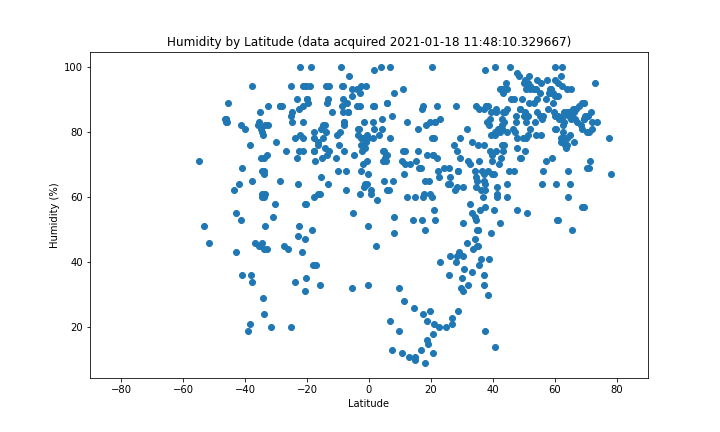 Humidity by Latitude (data acquired 2021-01-18 11:48:10.329667)
100
80
60
40
20
Humidity (%)
−80 −60 −40 −20 0 20 40 60 80
Latitude